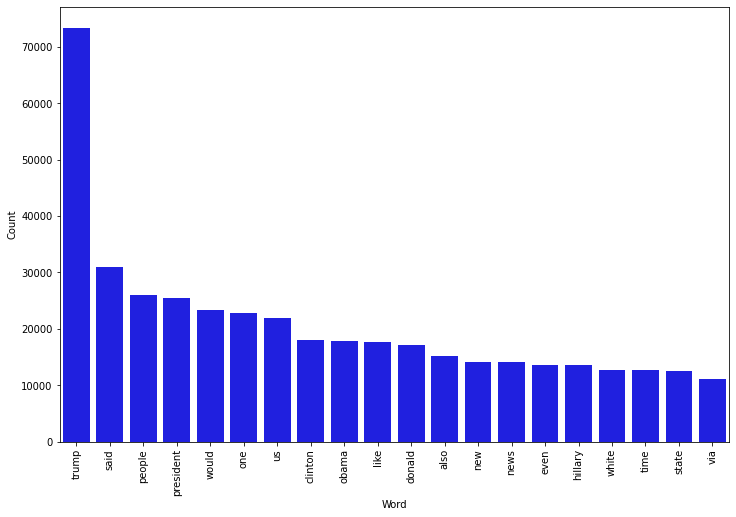 70000
60000
50000
40000
30000
20000
10000
0
Count
trump
said
people
president
would
one
us
clinton
obama
like
donald
also
new
news
even
hillary
white
time
state
via
Word